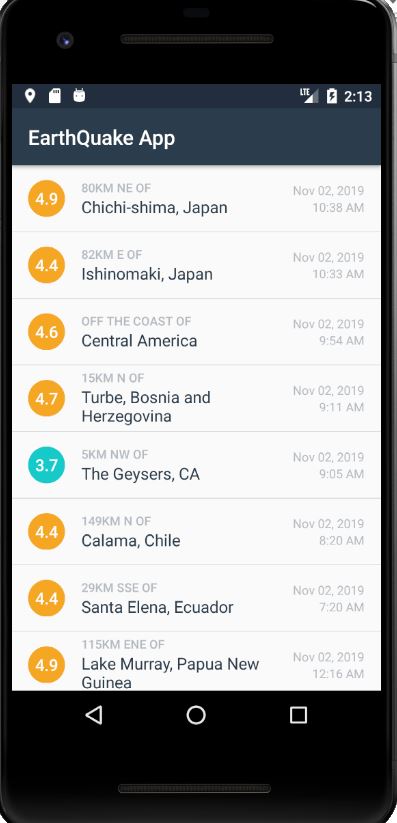 LTE 2:13
EarthQuake App
4.9 80KM NE OF Nov 02, 2019
Chichi-shima, Japan 10:38 AM
4.4 82KM E OF Nov 02, 2019
Ishinomaki, Japan 10:33 AM
4.6 OFF THE COAST OF Nov 02, 2019
Central America 9:54 AM
4.7 15KM N OF Nov 02, 2019
Turbe, Bosnia and 9:11 AM
Herzegovina
3.7 5KM NW OF Nov 02, 2019
The Geysers, CA 9:05 AM
4.4 149KM N OF Nov 02, 2019
Calama, Chile 8:20 AM
4.4 29KM SSE OF Nov 02, 2019
Santa Elena, Ecuador 7:20 AM
4.9 115KM ENE OF Nov 02, 2019
Lake Murray, Papua New 12:16 AM
Guinea